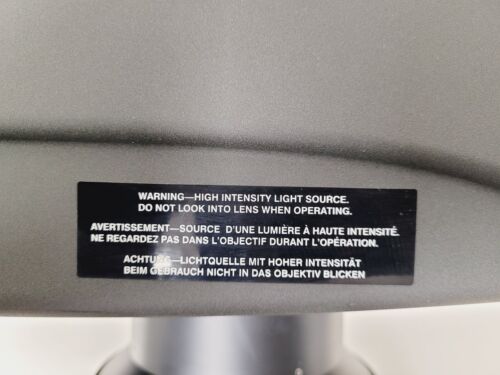 WARNING—HIGH INTENSITY LIGHT SOURCE.
DO NOT LOOK INTO LENS WHEN OPERATING.
AVERTISSEMENT—SOURCE D'UNE LUMIÈRE À HAUTE INTENSITÉ.
NE REGARDEZ PAS DANS L'OBJECTIF DURANT L'OPÉRATION.
ACHTUNG—LICHTQUELLE MIT HOHER INTENSITÄT
BEIM GEBRAUCH NICHT IN DAS OBJEKTIV BLICKEN